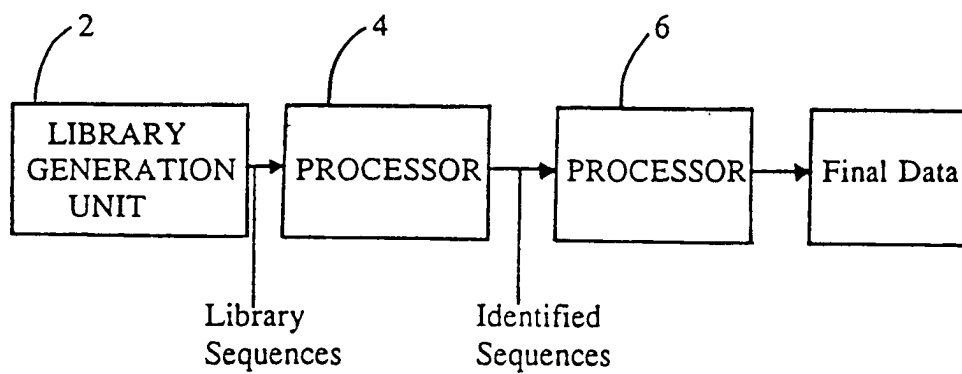 2
4
6
LIBRARY
GENERATION
UNIT
PROCESSOR
PROCESSOR
Final Data
Library
Sequences
Identified
Sequences